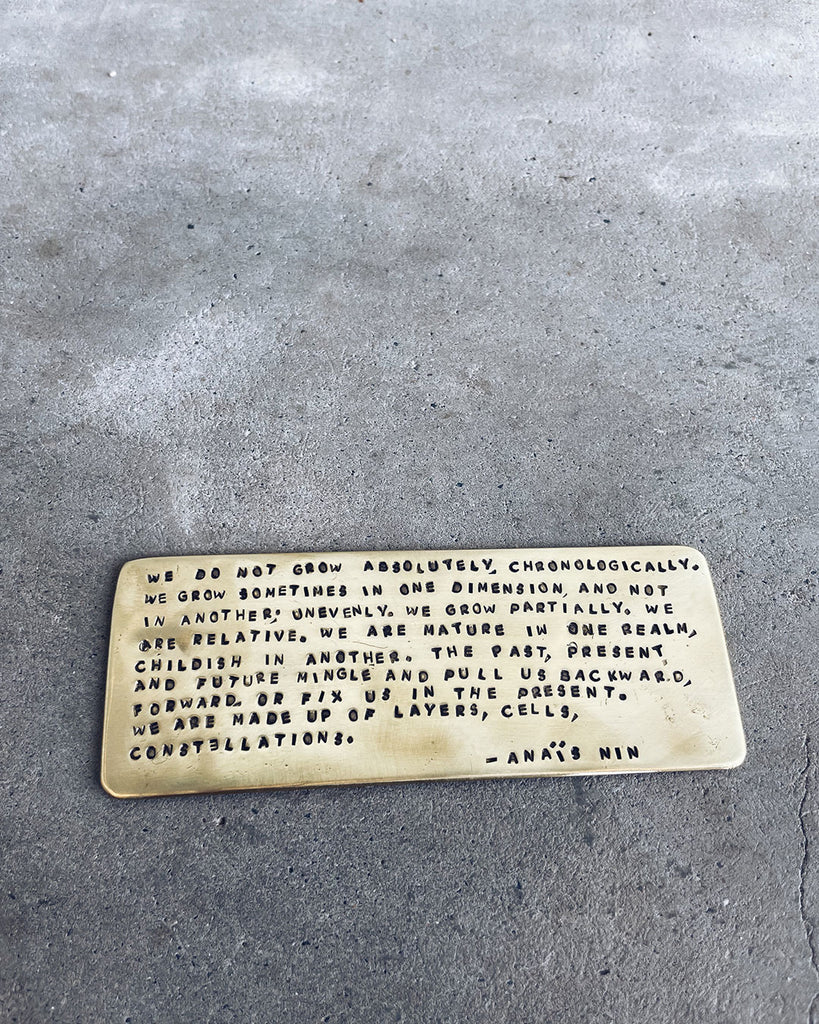 WE DO NOT GROW ABSOLUTELY, CHRONOLOGICALLY.
WE GROW SOMETIMES IN ONE DIMENSION, AND NOT
IN ANOTHER; UNEVENLY. WE GROW PARTIALLY. WE
ARE RELATIVE. WE ARE MATURE IN ONE REALM,
CHILDISH IN ANOTHER. THE PAST, PRESENT
AND FUTURE MINGLE AND PULL US BACKWARD,
FORWARD OR FIX US IN THE PRESENT.
WE ARE MADE UP OF LAYERS, CELLS,
CONSTELLATIONS.
-ANAÏS NIN